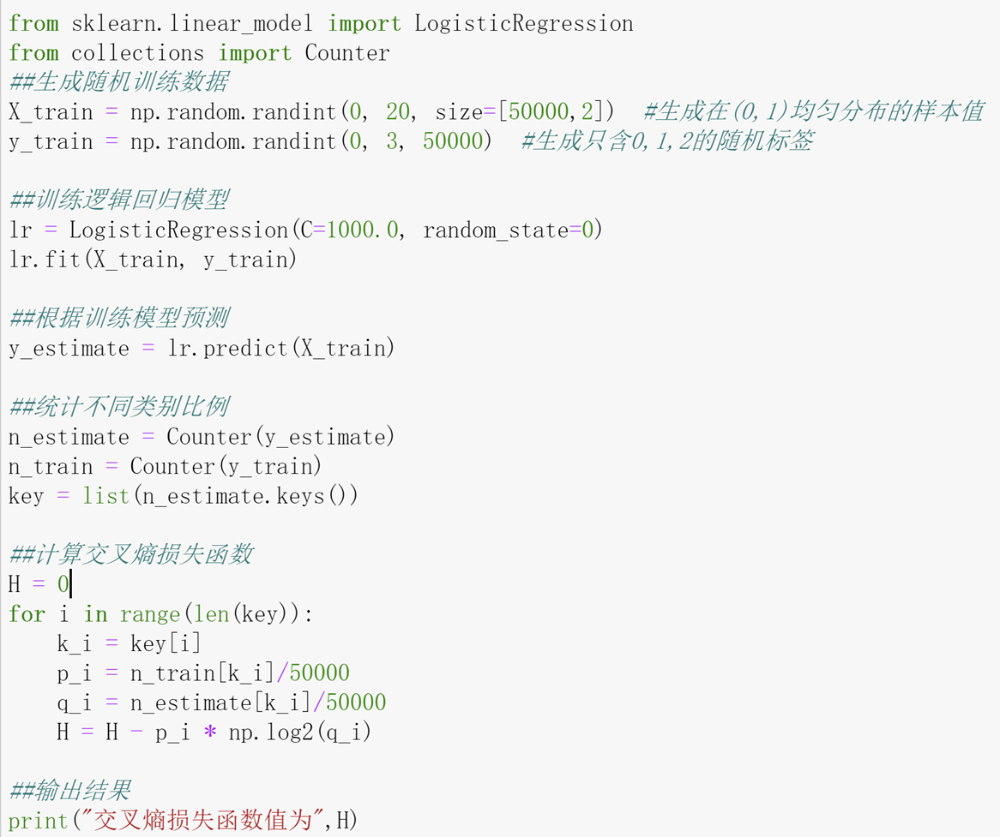 from sklearn.linear_model import LogisticRegression
from collections import Counter
##生成随机训练数据
X_train = np.random.randint(0, 20, size=[50000,2])  #生成在(0,1)均匀分布的样本值
y_train = np.random.randint(0, 3, 50000)  #生成只含0,1,2的随机标签
##训练逻辑回归模型
lr = LogisticRegression(C=1000.0, random_state=0)
lr.fit(X_train, y_train)
##根据训练模型预测
y_estimate = lr.predict(X_train)
##统计不同类别比例
n_estimate = Counter(y_estimate)
n_train = Counter(y_train)
key = list(n_estimate.keys())
##计算交叉熵损失函数
H = 0
for i in range(len(key)):
    k_i = key[i]
    p_i = n_train[k_i]/50000
    q_i = n_estimate[k_i]/50000
    H = H - p_i * np.log2(q_i)
##输出结果
print("交叉熵损失函数值为",H)